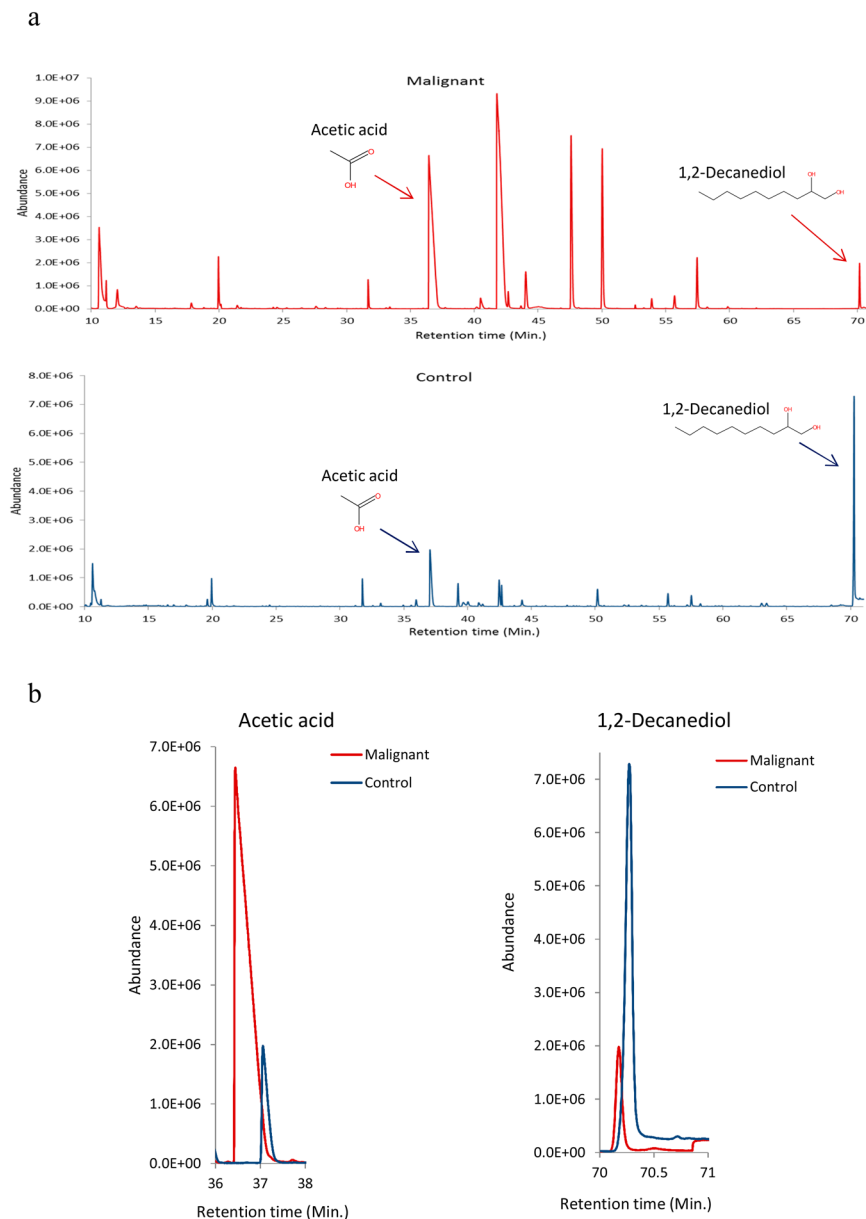 a
Malignant
1.0E+07
9.0E+06
8.0E+06
7.0E+06
6.0E+06
5.0E+06
4.0E+06
3.0E+06
2.0E+06
1.0E+06
0.0E+00
Abundance
Acetic acid
O
OH
1,2-Decanediol
OH
OH
10 15 20 25 30 35 40 45 50 55 60 65 70
Retention time (Min.)
Control
8.0E+06
7.0E+06
6.0E+06
5.0E+06
4.0E+06
3.0E+06
2.0E+06
1.0E+06
0.0E+00
Abundance
1,2-Decanediol
OH
OH
Acetic acid
O
OH
10 15 20 25 30 35 40 45 50 55 60 65 70
Retention time (Min.)
b
Acetic acid
7.0E+06
6.0E+06
5.0E+06
4.0E+06
3.0E+06
2.0E+06
1.0E+06
0.0E+00
Abundance
Malignant
Control
36 37 38
Retention time (Min.)
1,2-Decanediol
7.0E+06
6.0E+06
5.0E+06
4.0E+06
3.0E+06
2.0E+06
1.0E+06
0.0E+00
Abundance
Malignant
Control
70 70.5 71
Retention time (Min.)